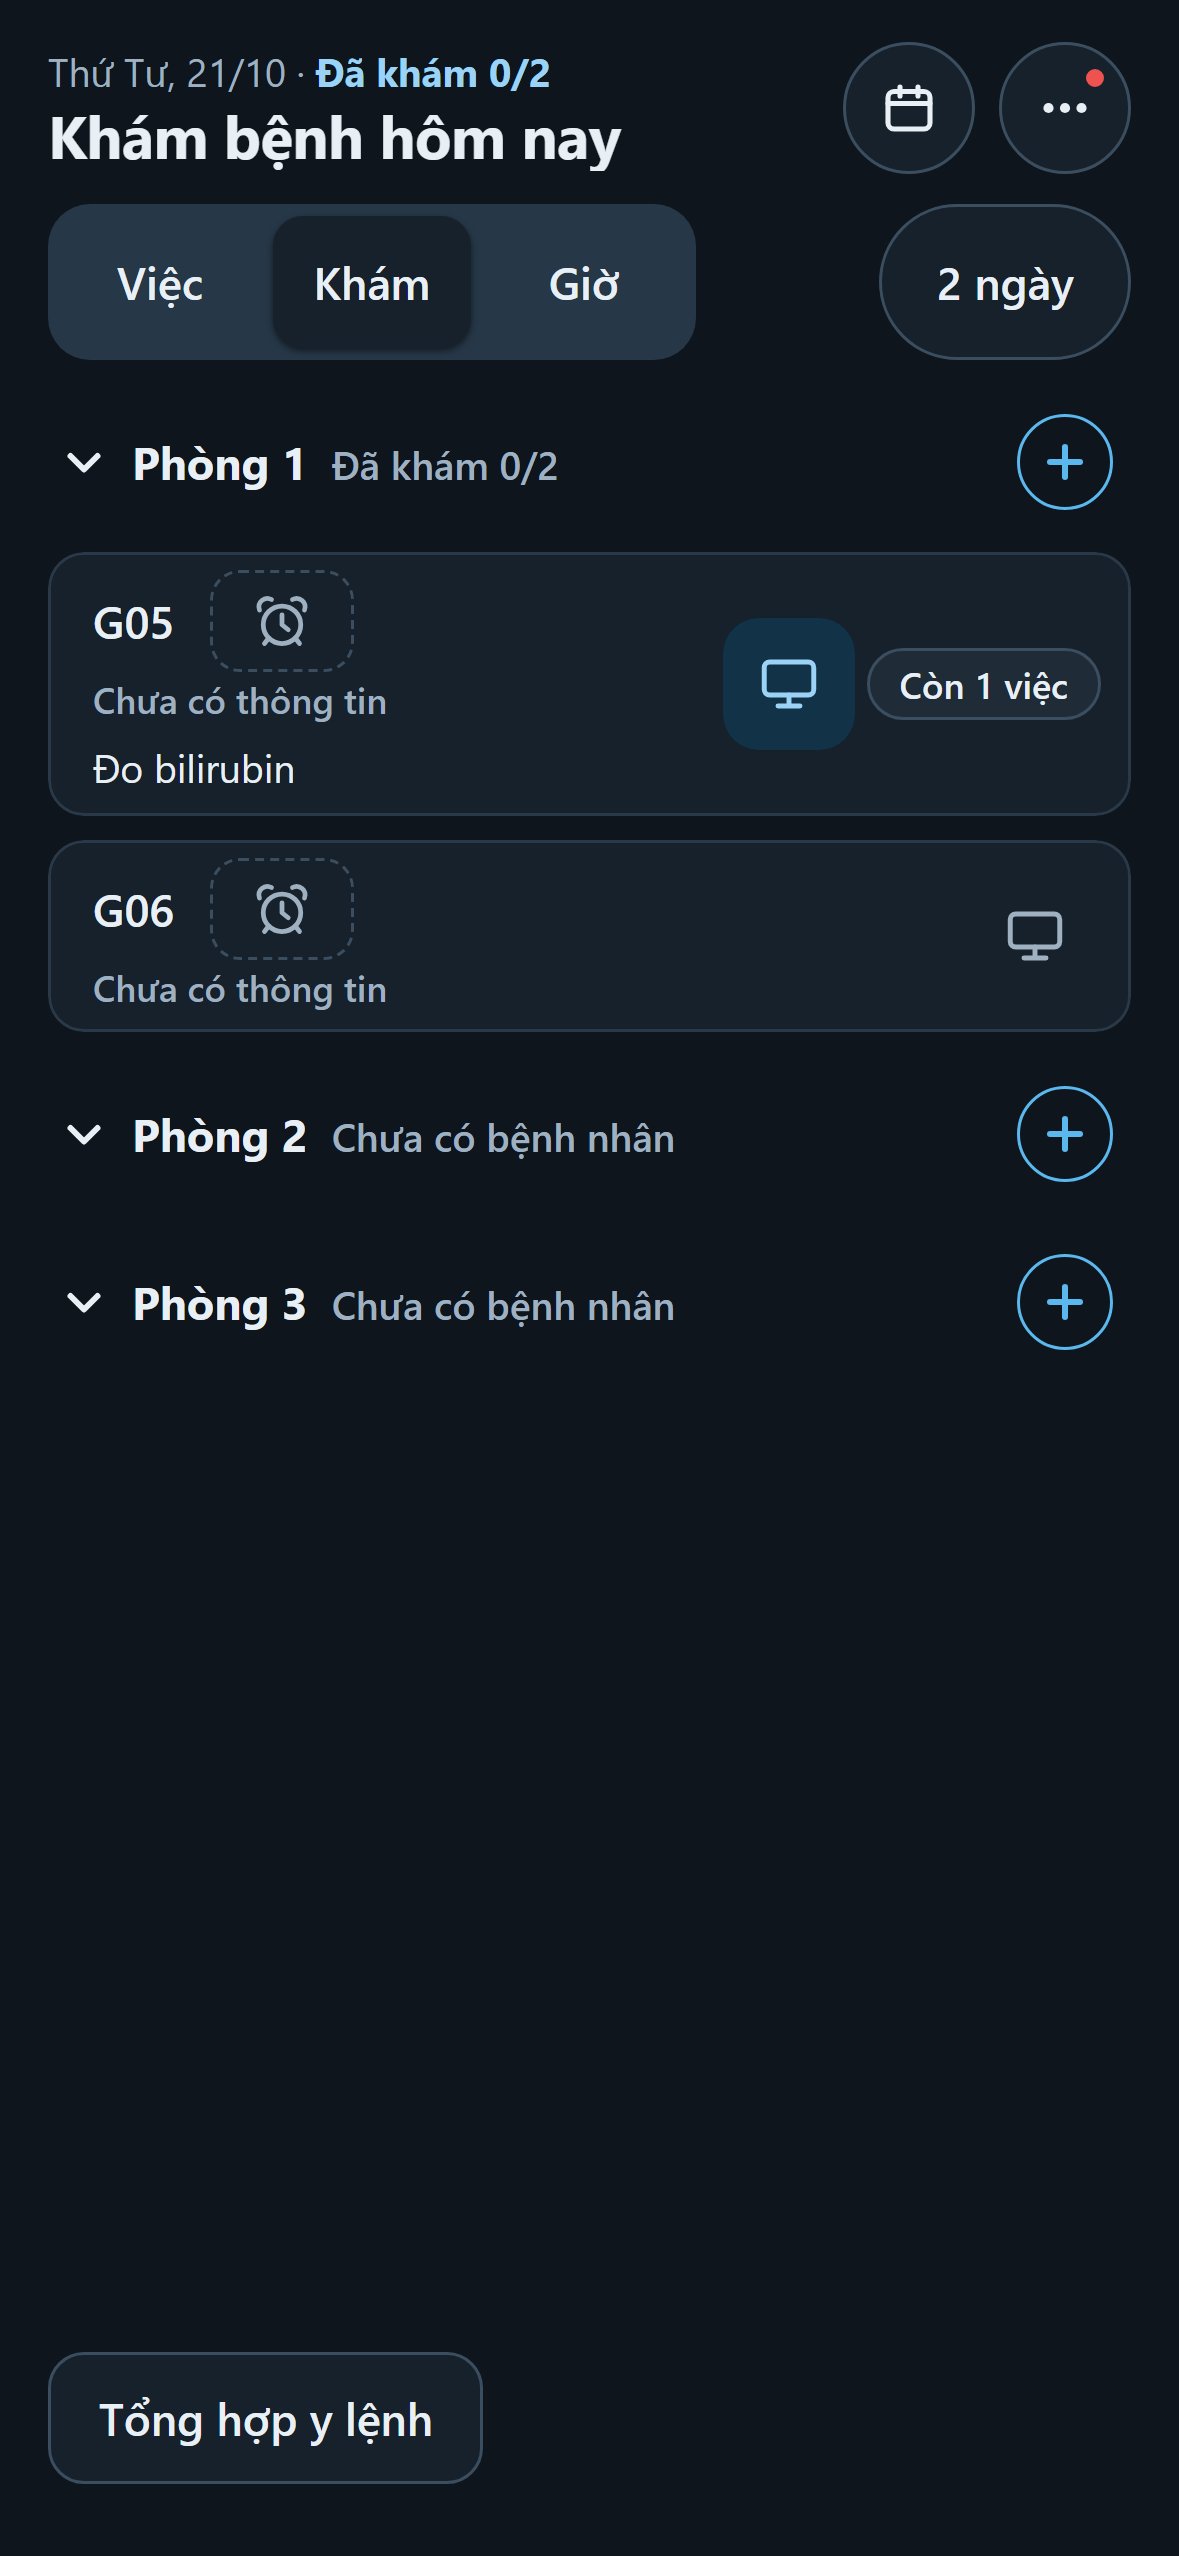 Thứ Tư, 21/10 · Đã khám 0/2
Khám bệnh hôm nay
Việc
Khám
Giờ
2 ngày
Phòng 1 Đã khám 0/2
G05
Chưa có thông tin
Đo bilirubin
Còn 1 việc
G06
Chưa có thông tin
Phòng 2 Chưa có bệnh nhân
Phòng 3 Chưa có bệnh nhân
Tổng hợp y lệnh